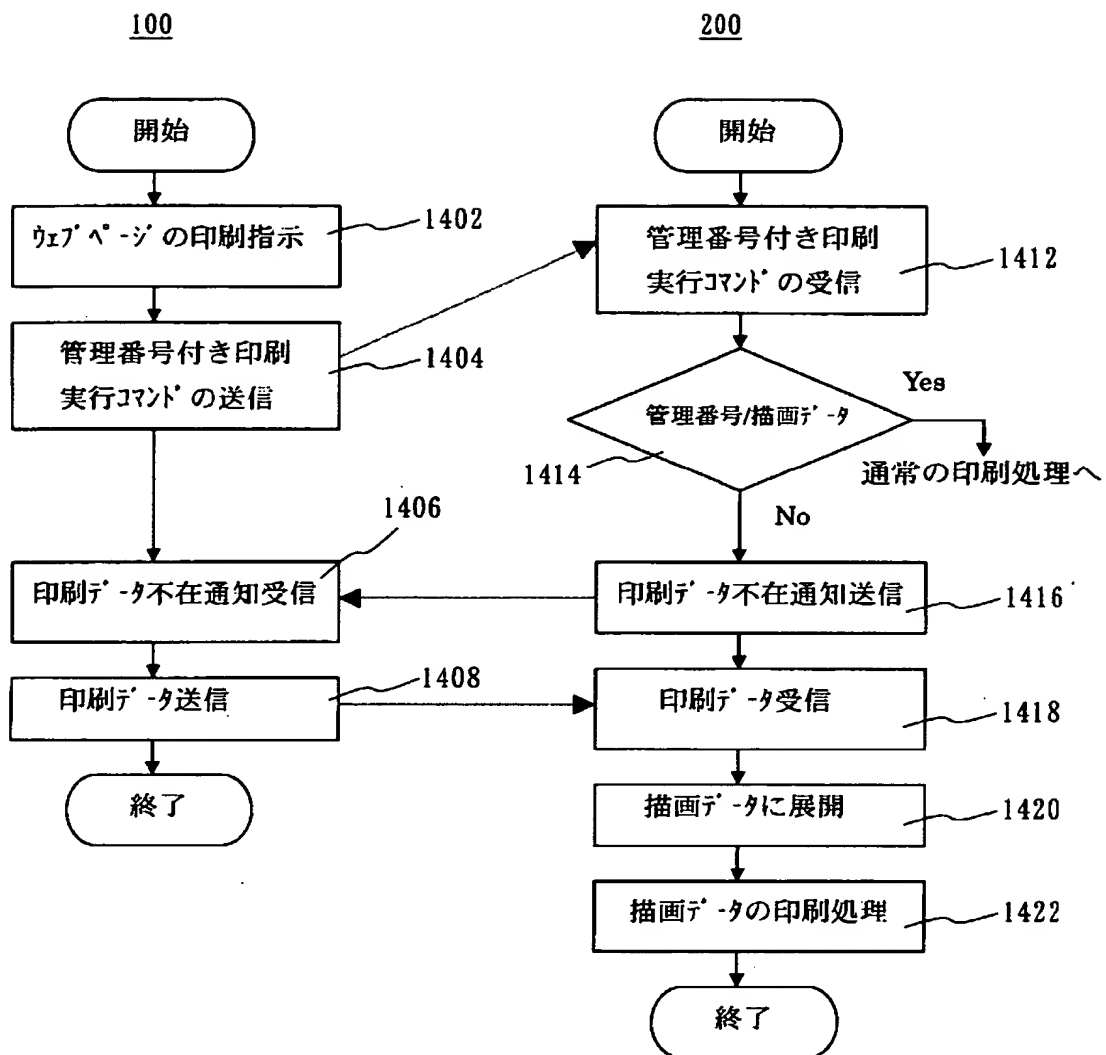 100
開始
ｳｪﾌﾞﾍﾟｰｼﾞの印刷指示
1402
管理番号付き印刷
実行ｺﾏﾝﾄﾞの送信
1404
1406
印刷ﾃﾞｰﾀ不在通知受信
印刷ﾃﾞｰﾀ送信
1408
終了
200
開始
管理番号付き印刷
実行ｺﾏﾝﾄﾞの受信
1412
管理番号/描画ﾃﾞｰﾀ
1414
Yes
通常の印刷処理へ
No
印刷ﾃﾞｰﾀ不在通知送信
1416
印刷ﾃﾞｰﾀ受信
1418
描画ﾃﾞｰﾀに展開
1420
描画ﾃﾞｰﾀの印刷処理
1422
終了